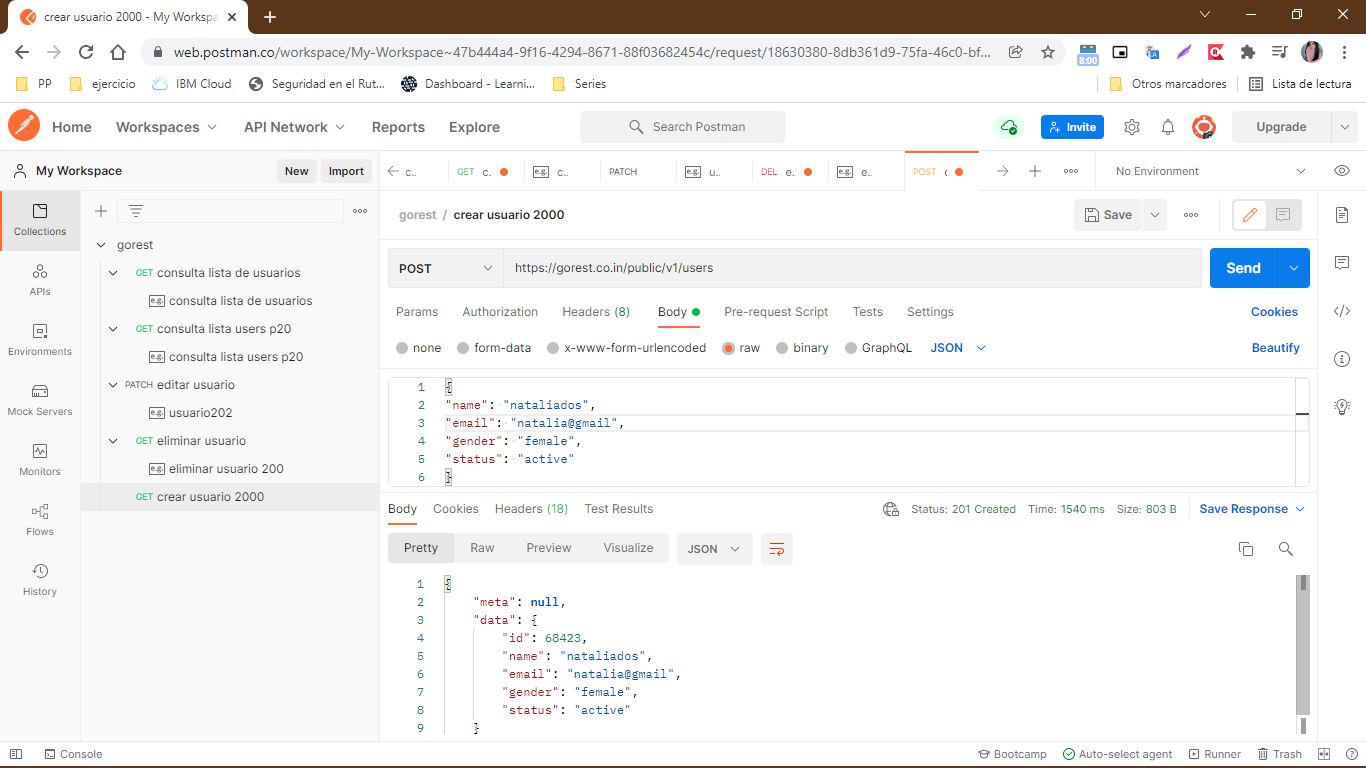 crear usuario 2000 - My Workspa
web.postman.co/workspace/My-Workspace~47b444a4-9f16-4294-8671-88f03682454c/request/18630380-8db361d9-75fa-46c0-bf...
8:00
PP ejercicio IBM Cloud Seguridad en el Rut... Dashboard - Learni... Series Otros marcadores Lista de lectura
Home Workspaces API Network Reports Explore Search Postman Invite Upgrade
My Workspace New Import c.. GET c. e.g. c.. PATCH e.g. u.. DEL e. e.g. e.. POST No Environment
Collections
APIs
Environments
Mock Servers
Monitors
Flows
History
gorest
GET consulta lista de usuarios
e.g. consulta lista de usuarios
GET consulta lista users p20
e.g. consulta lista users p20
PATCH editar usuario
e.g. usuario202
GET eliminar usuario
e.g. eliminar usuario 200
GET crear usuario 2000
gorest / crear usuario 2000 Save
POST https://gorest.co.in/public/v1/users Send
Params Authorization Headers (8) Body Pre-request Script Tests Settings Cookies
none form-data x-www-form-urlencoded raw binary GraphQL JSON Beautify
1 {
2 "name": "nataliados",
3 "email": "natalia@gmail",
4 "gender": "female",
5 "status": "active"
6 }
Body Cookies Headers (18) Test Results Status: 201 Created Time: 1540 ms Size: 803 B Save Response
Pretty Raw Preview Visualize JSON
1 {
2 "meta": null,
3 "data": {
4 "id": 68423,
5 "name": "nataliados",
6 "email": "natalia@gmail",
7 "gender": "female",
8 "status": "active"
9 }
Console Bootcamp Auto-select agent Runner Trash